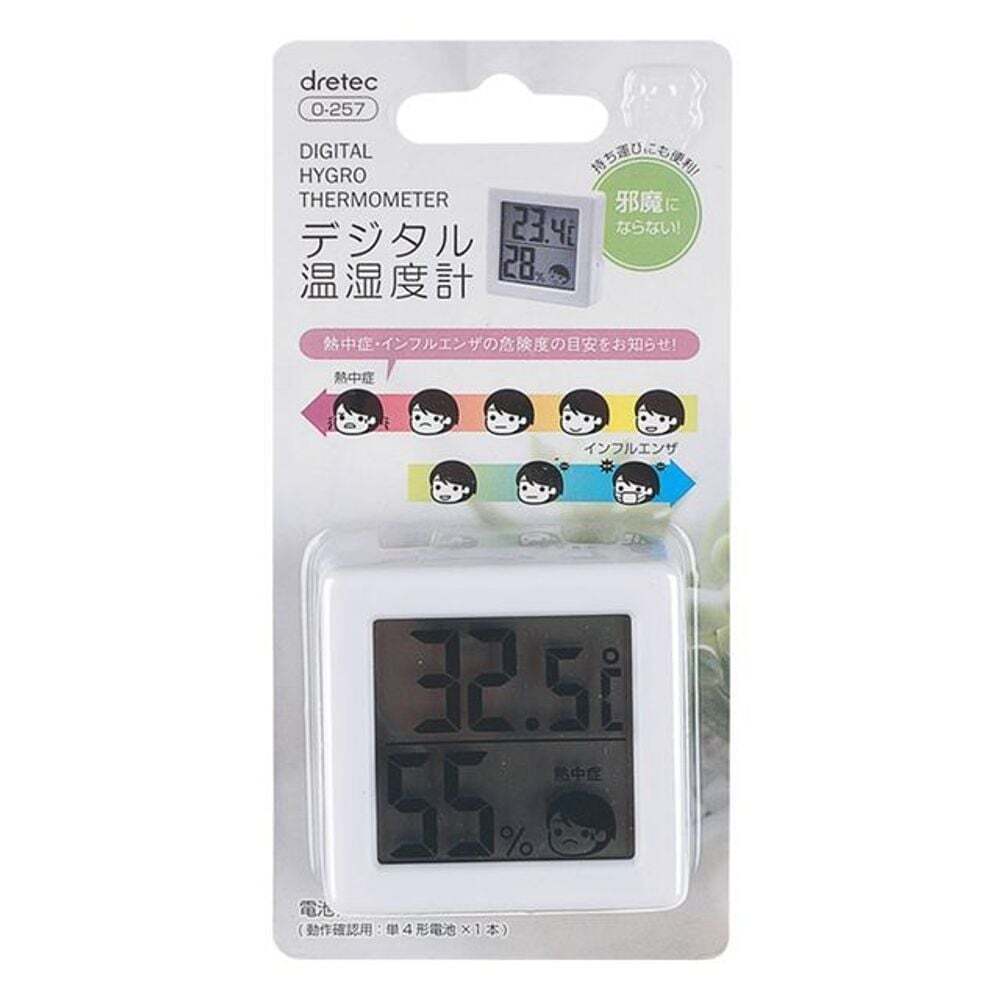 dretec
O-257
DIGITAL
HYGRO
THERMOMETER
デジタル
温湿度計
持ち運びにも便利!
邪魔に
ならない!
23.4℃
28%
熱中症・インフルエンザの危険度の目安をお知らせ!
熱中症
インフルエンザ
32.5℃
55%
熱中症
電池
(動作確認用:単4形電池×1本)